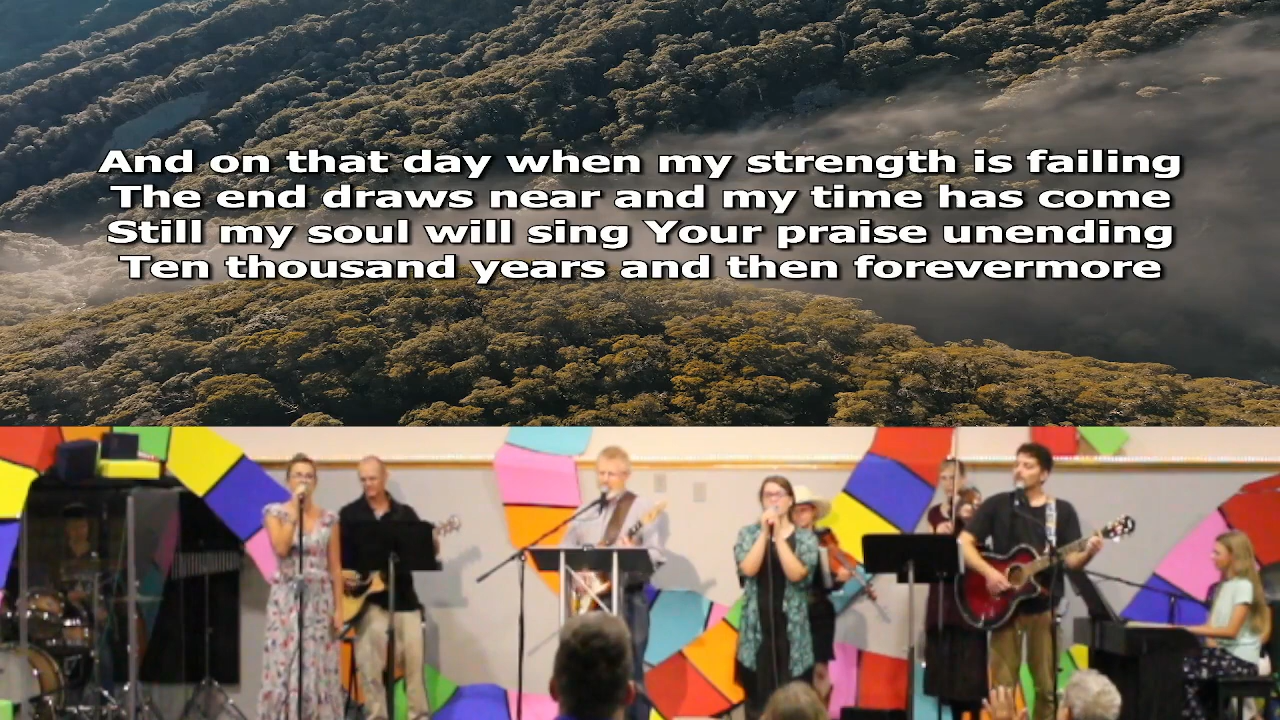 And on that day when my strength is failing
The end draws near and my time has come
Still my soul will sing Your praise unending
Ten thousand years and then forevermore